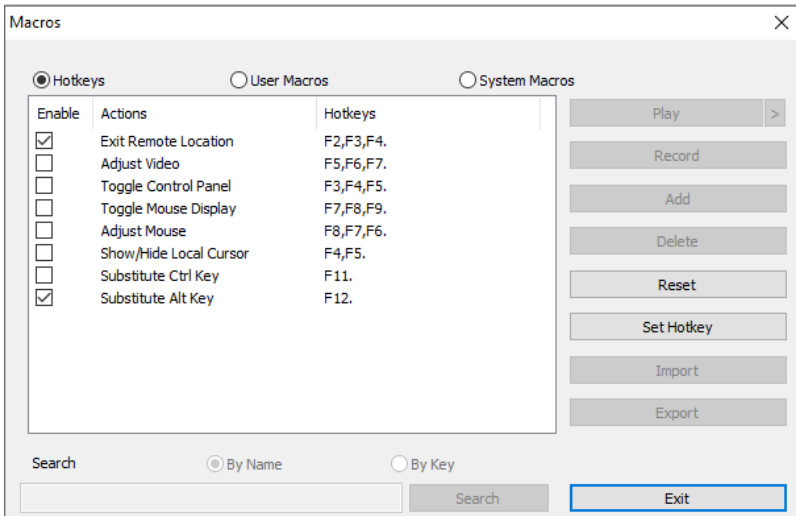 Macros
Hotkeys User Macros System Macros
Enable Actions Hotkeys Play >
Exit Remote Location F2,F3,F4.
Adjust Video F5,F6,F7. Record
Toggle Control Panel F3,F4,F5.
Toggle Mouse Display F7,F8,F9. Add
Adjust Mouse F8,F7,F6.
Show/Hide Local Cursor F4,F5. Delete
Substitute Ctrl Key F11.
Substitute Alt Key F12. Reset
Set Hotkey
Import
Export
Search By Name By Key
Search Exit